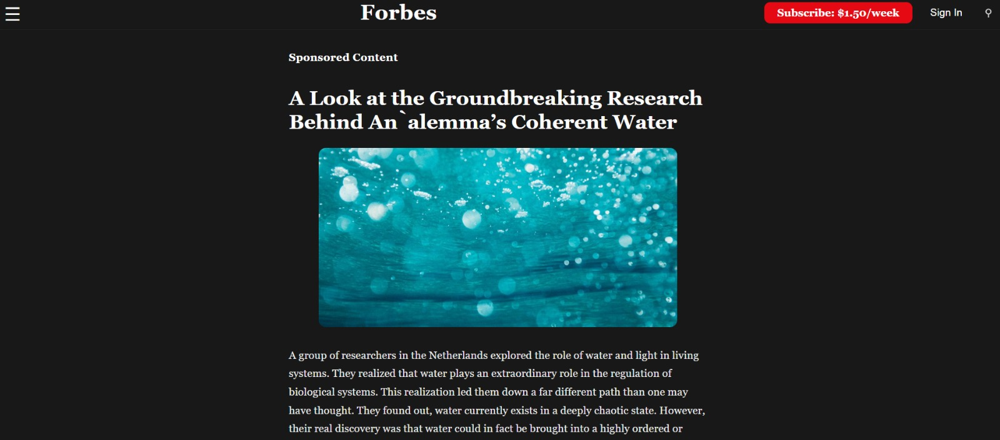 Forbes
Subscribe: $1.50/week
Sign In
Sponsored Content
A Look at the Groundbreaking Research
Behind An`alemma’s Coherent Water
A group of researchers in the Netherlands explored the role of water and light in living
systems. They realized that water plays an extraordinary role in the regulation of
biological systems. This realization led them down a far different path than one may
have thought. They found out, water currently exists in a deeply chaotic state. However,
their real discovery was that water could in fact be brought into a highly ordered or